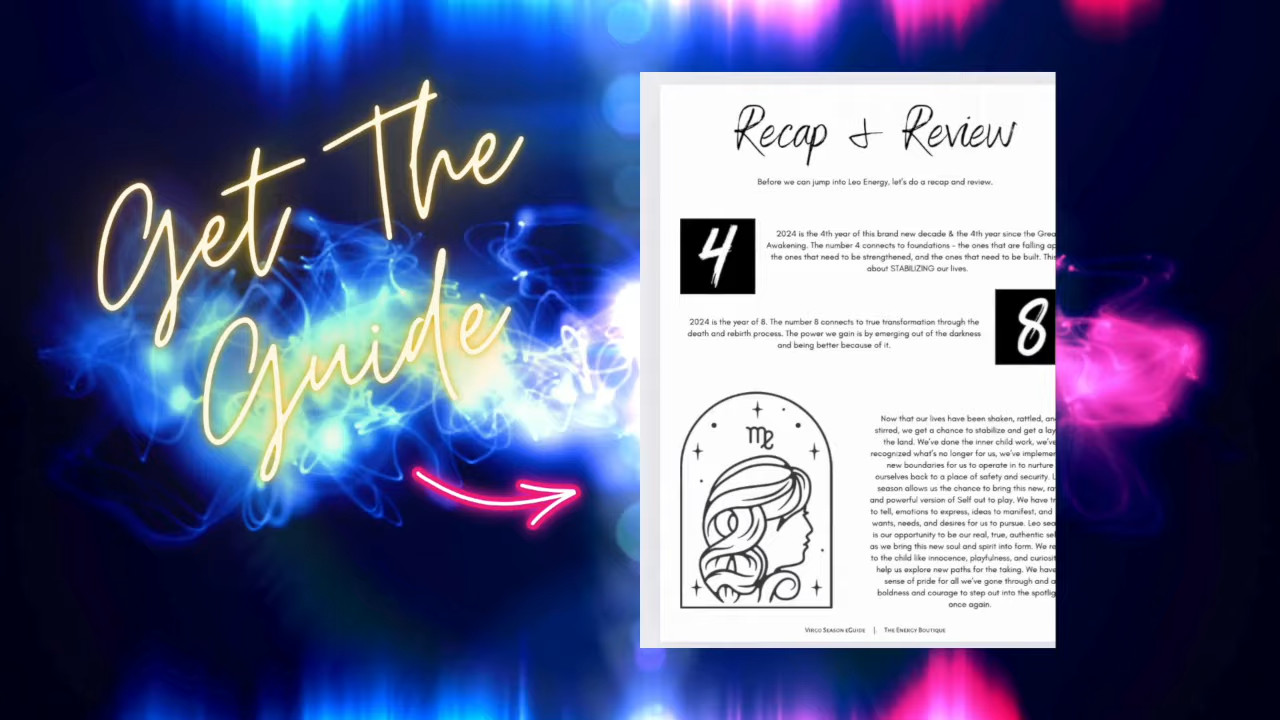 Get The
Guide
Recap & Review
Before we can jump into Leo Energy, let's do a recap and review.
4
2024 is the 4th year of this brand new decade & the 4th year since the Grea
Awakening. The number 4 connects to foundations - the ones that are falling ap
the ones that need to be strengthened, and the ones that need to be built. This
about STABILIZING our lives.
8
2024 is the year of 8. The number 8 connects to true transformation through the
death and rebirth process. The power we gain is by emerging out of the darkness
and being better because of it.
Now that our lives have been shaken, rattled, and
stirred, we get a chance to stabilize and get a lay
the land. We've done the inner child work, we've
recognized what's no longer for us, we've implemen
new boundaries for us to operate in to nurture
ourselves back to a place of safety and security. L
season allows us the chance to bring this new, ra
and powerful version of Self out to play. We have tr
to tell, emotions to express, ideas to manifest, and
wants, needs, and desires for us to pursue. Leo sea
is our opportunity to be our real, true, authentic sel
as we bring this new soul and spirit into form. We re
to the child like innocence, playfulness, and curiosit
help us explore new paths for the taking. We have
sense of pride for all we've gone through and a
boldness and courage to step out into the spotlig
once again.
Virgo Season eGuide | The Energy Boutique